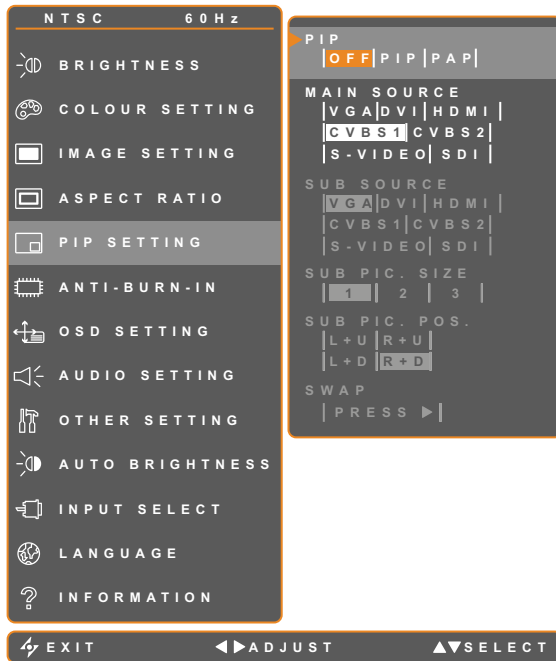 NTSC 60Hz
BRIGHTNESS
COLOUR SETTING
IMAGE SETTING
ASPECT RATIO
PIP SETTING
ANTI-BURN-IN
OSD SETTING
AUDIO SETTING
OTHER SETTING
AUTO BRIGHTNESS
INPUT SELECT
LANGUAGE
INFORMATION
PIP
|OFF|PIP|PAP|
MAIN SOURCE
|VGA|DVI|HDMI|
|CVBS1|CVBS2|
|S-VIDEO|SDI|
SUB SOURCE
|VGA|DVI|HDMI|
|CVBS1|CVBS2|
|S-VIDEO|SDI|
SUB PIC. SIZE
|1|2|3|
SUB PIC. POS.
|L+U|R+U|
|L+D|R+D|
SWAP
|PRESS ▶|
EXIT ◀▶ADJUST ▲▼SELECT